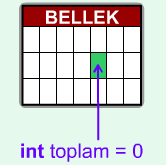 BELLEK
int toplam = 0